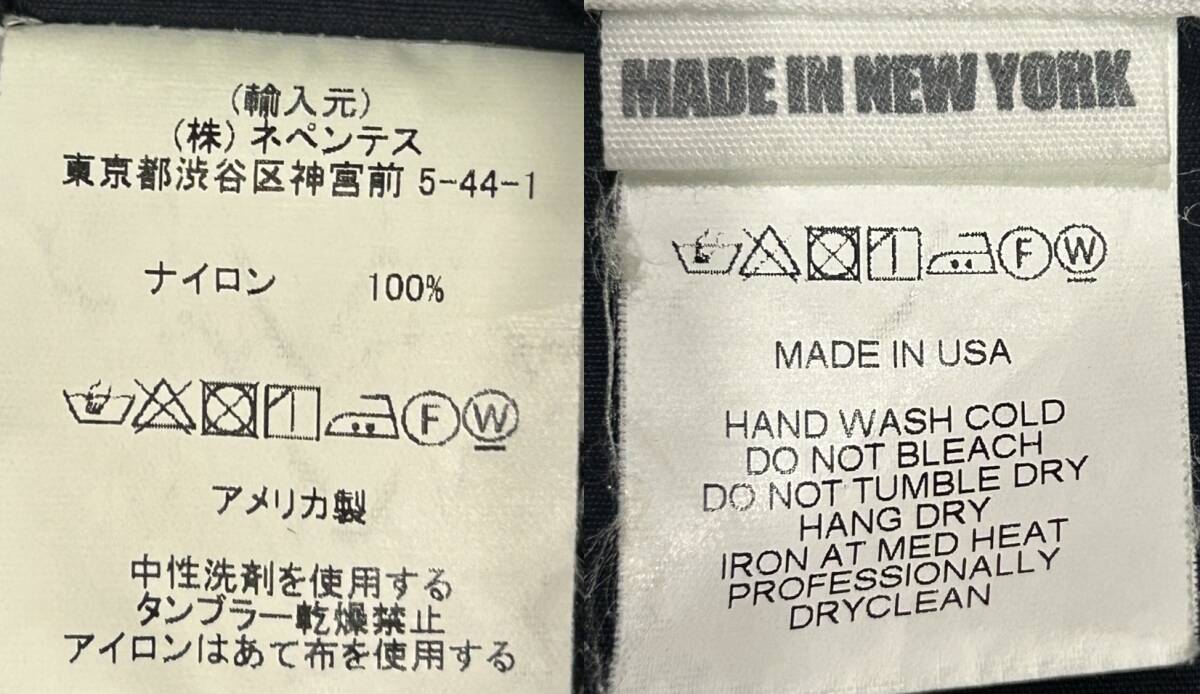 (輸入元)
(株) ネペンテス
東京都渋谷区神宮前 5-44-1
ナイロン 100%
F W
アメリカ製
中性洗剤を使用する
タンブラー乾燥禁止
アイロンはあて布を使用する
MADE IN NEW YORK
F W
MADE IN USA
HAND WASH COLD
DO NOT BLEACH
DO NOT TUMBLE DRY
HANG DRY
IRON AT MED HEAT
PROFESSIONALLY
DRYCLEAN